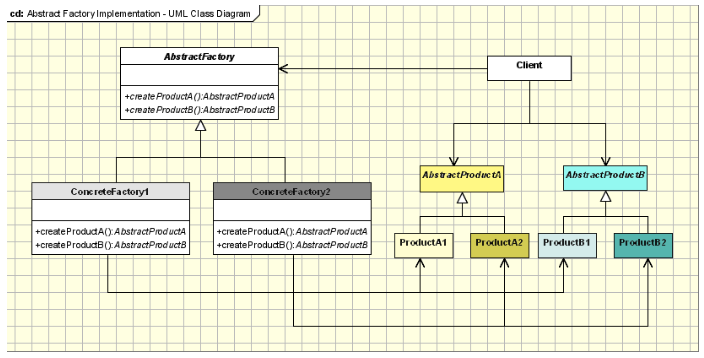 cd: Abstract Factory Implementation - UML Class Diagram
AbstractFactory
+createProductA():AbstractProductA
+createProductB():AbstractProductB
Client
AbstractProductA
AbstractProductB
ConcreteFactory1
+createProductA():AbstractProductA
+createProductB():AbstractProductB
ConcreteFactory2
+createProductA():AbstractProductA
+createProductB():AbstractProductB
ProductA1
ProductA2
ProductB1
ProductB2